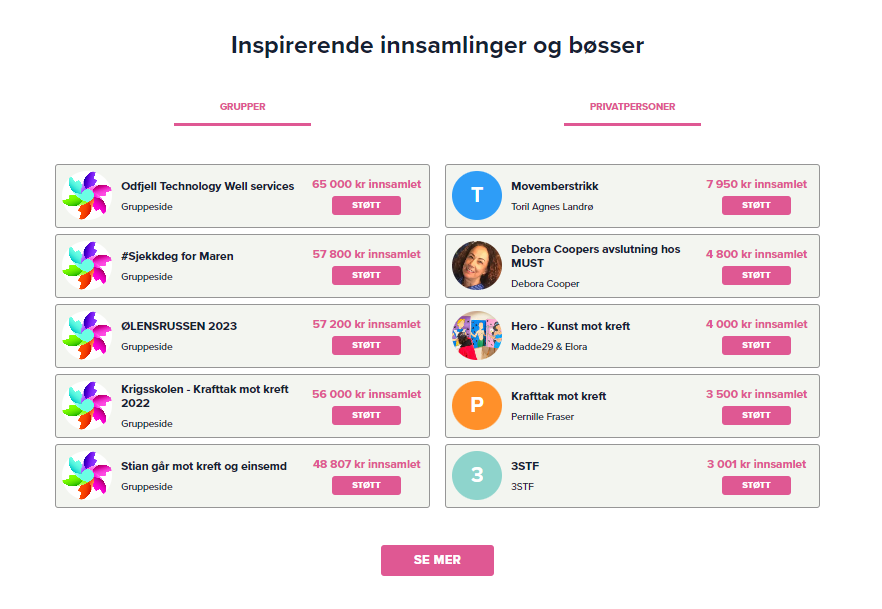 Inspirerende innsamlinger og bøsser
GRUPPER
Odfjell Technology Well services
Gruppeside
65 000 kr innsamlet
STØTT
#Sjekkdeg for Maren
Gruppeside
57 800 kr innsamlet
STØTT
ØLENSRUSSEN 2023
Gruppeside
57 200 kr innsamlet
STØTT
Krigsskolen - Krafttak mot kreft
2022
Gruppeside
56 000 kr innsamlet
STØTT
Stian går mot kreft og einsemd
Gruppeside
48 807 kr innsamlet
STØTT
PRIVATPERSONER
T
Movemberstrikk
Toril Agnes Landrø
7 950 kr innsamlet
STØTT
Debora Coopers avslutning hos
MUST
Debora Cooper
4 800 kr innsamlet
STØTT
Hero - Kunst mot kreft
Madde29 & Elora
4 000 kr innsamlet
STØTT
P
Krafttak mot kreft
Pernille Fraser
3 500 kr innsamlet
STØTT
3
3STF
3STF
3 001 kr innsamlet
STØTT
SE MER